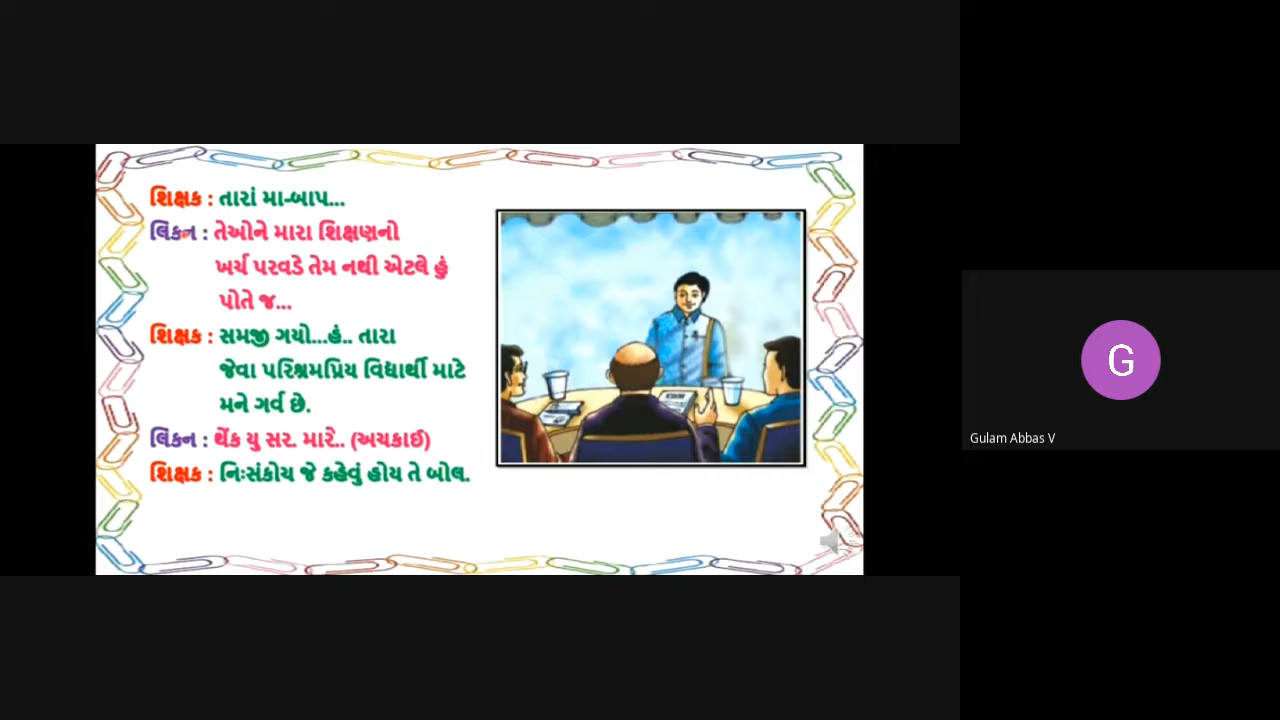 શિક્ષક : તારાં મા-બાપ...
લિંકન : તેઓને મારા શિક્ષણનો
ખર્ચ પરવડે તેમ નથી એટલે હું
પોતે જ...
શિક્ષક : સમજી ગયો...હં.. તારા
જેવા પરિશ્રમપ્રિય વિદ્યાર્થી માટે
મને ગર્વ છે.
લિંકન : થેંક યુ સર. મારે.. (અચકાઈ)
શિક્ષક : નિઃસંકોચ જે કહેવું હોય તે બોલ.
G
Gulam Abbas V